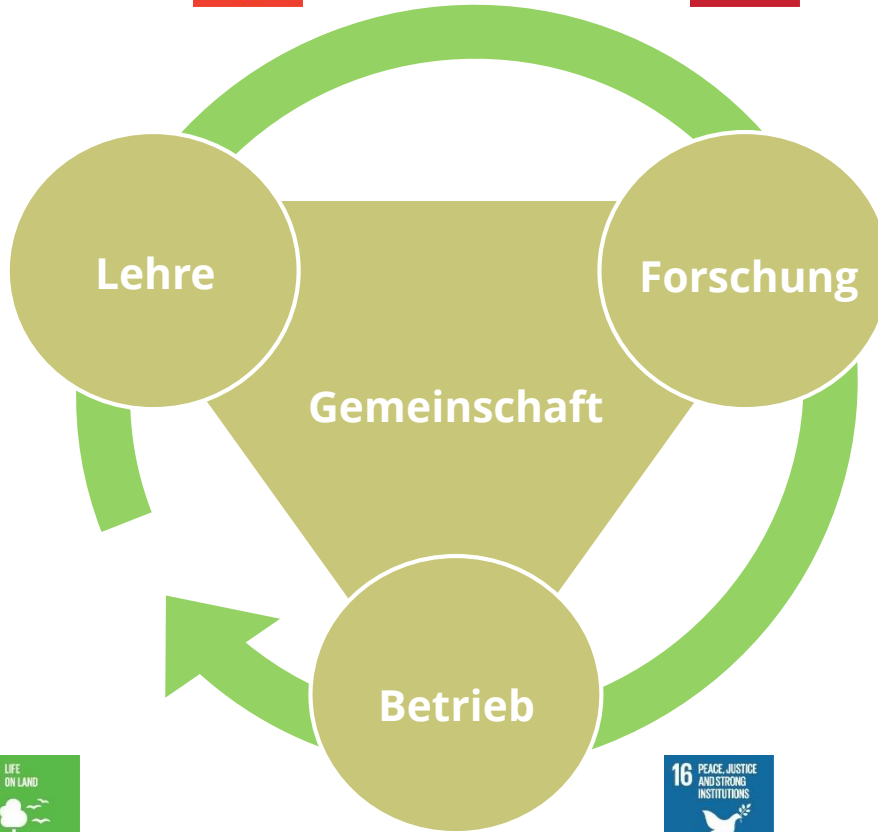 Lehre
Forschung
Gemeinschaft
Betrieb
LIFE
ON LAND
16 PEACE, JUSTICE
AND STRONG
INSTITUTIONS